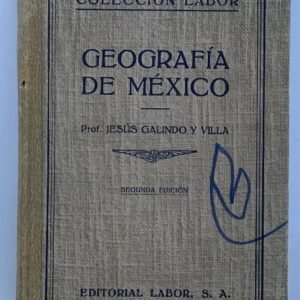 COLECCIÓN LABOR
GEOGRAFÍA
DE MÉXICO
Prof. JESÚS GALINDO Y VILLA
SEGUNDA EDICIÓN
EDITORIAL LABOR, S. A.